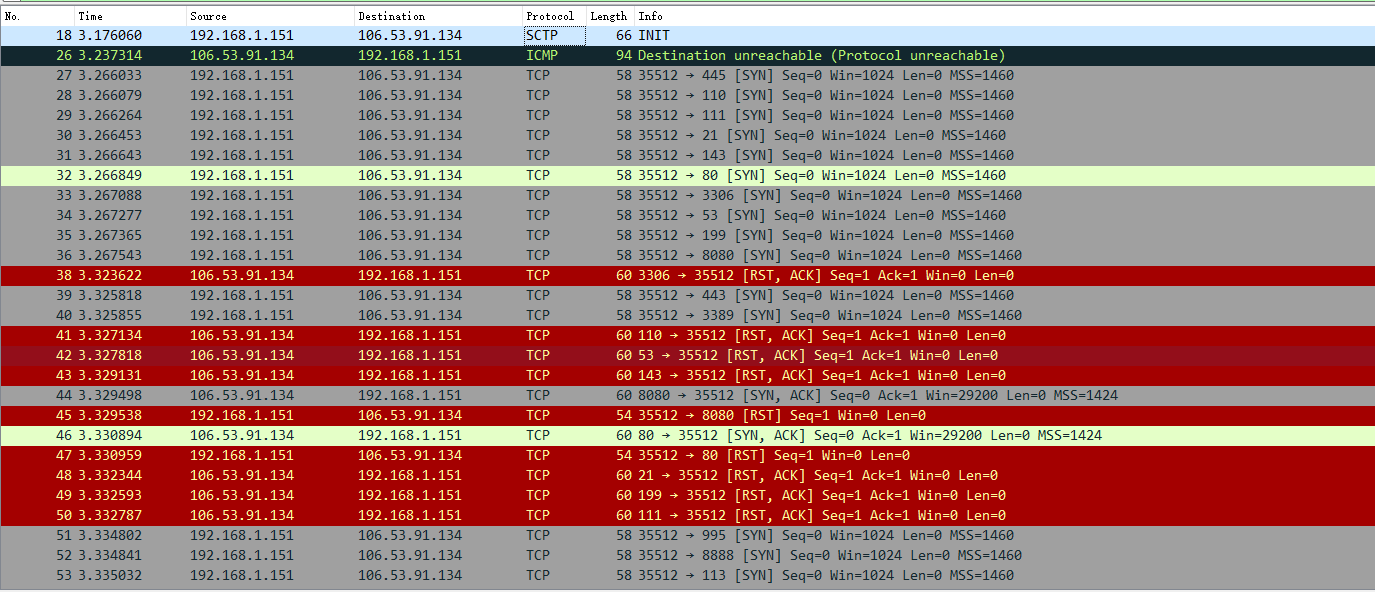 No. Time Source Destination Protocol Length Info
18 3.176060 192.168.1.151 106.53.91.134 SCTP 66 INIT
26 3.237314 106.53.91.134 192.168.1.151 ICMP 94 Destination unreachable (Protocol unreachable)
27 3.266033 192.168.1.151 106.53.91.134 TCP 58 35512 → 445 [SYN] Seq=0 Win=1024 Len=0 MSS=1460
28 3.266079 192.168.1.151 106.53.91.134 TCP 58 35512 → 110 [SYN] Seq=0 Win=1024 Len=0 MSS=1460
29 3.266264 192.168.1.151 106.53.91.134 TCP 58 35512 → 111 [SYN] Seq=0 Win=1024 Len=0 MSS=1460
30 3.266453 192.168.1.151 106.53.91.134 TCP 58 35512 → 21 [SYN] Seq=0 Win=1024 Len=0 MSS=1460
31 3.266643 192.168.1.151 106.53.91.134 TCP 58 35512 → 143 [SYN] Seq=0 Win=1024 Len=0 MSS=1460
32 3.266849 192.168.1.151 106.53.91.134 TCP 58 35512 → 80 [SYN] Seq=0 Win=1024 Len=0 MSS=1460
33 3.267088 192.168.1.151 106.53.91.134 TCP 58 35512 → 3306 [SYN] Seq=0 Win=1024 Len=0 MSS=1460
34 3.267277 192.168.1.151 106.53.91.134 TCP 58 35512 → 53 [SYN] Seq=0 Win=1024 Len=0 MSS=1460
35 3.267365 192.168.1.151 106.53.91.134 TCP 58 35512 → 199 [SYN] Seq=0 Win=1024 Len=0 MSS=1460
36 3.267543 192.168.1.151 106.53.91.134 TCP 58 35512 → 8080 [SYN] Seq=0 Win=1024 Len=0 MSS=1460
38 3.323622 106.53.91.134 192.168.1.151 TCP 60 3306 → 35512 [RST, ACK] Seq=1 Ack=1 Win=0 Len=0
39 3.325818 192.168.1.151 106.53.91.134 TCP 58 35512 → 443 [SYN] Seq=0 Win=1024 Len=0 MSS=1460
40 3.325855 192.168.1.151 106.53.91.134 TCP 58 35512 → 3389 [SYN] Seq=0 Win=1024 Len=0 MSS=1460
41 3.327134 106.53.91.134 192.168.1.151 TCP 60 110 → 35512 [RST, ACK] Seq=1 Ack=1 Win=0 Len=0
42 3.327818 106.53.91.134 192.168.1.151 TCP 60 53 → 35512 [RST, ACK] Seq=1 Ack=1 Win=0 Len=0
43 3.329131 106.53.91.134 192.168.1.151 TCP 60 143 → 35512 [RST, ACK] Seq=1 Ack=1 Win=0 Len=0
44 3.329498 106.53.91.134 192.168.1.151 TCP 60 8080 → 35512 [SYN, ACK] Seq=0 Ack=1 Win=29200 Len=0 MSS=1424
45 3.329538 192.168.1.151 106.53.91.134 TCP 54 35512 → 8080 [RST] Seq=1 Win=0 Len=0
46 3.330894 106.53.91.134 192.168.1.151 TCP 60 80 → 35512 [SYN, ACK] Seq=0 Ack=1 Win=29200 Len=0 MSS=1424
47 3.330959 192.168.1.151 106.53.91.134 TCP 54 35512 → 80 [RST] Seq=1 Win=0 Len=0
48 3.332344 106.53.91.134 192.168.1.151 TCP 60 21 → 35512 [RST, ACK] Seq=1 Ack=1 Win=0 Len=0
49 3.332593 106.53.91.134 192.168.1.151 TCP 60 199 → 35512 [RST, ACK] Seq=1 Ack=1 Win=0 Len=0
50 3.332787 106.53.91.134 192.168.1.151 TCP 60 111 → 35512 [RST, ACK] Seq=1 Ack=1 Win=0 Len=0
51 3.334802 192.168.1.151 106.53.91.134 TCP 58 35512 → 995 [SYN] Seq=0 Win=1024 Len=0 MSS=1460
52 3.334841 192.168.1.151 106.53.91.134 TCP 58 35512 → 8888 [SYN] Seq=0 Win=1024 Len=0 MSS=1460
53 3.335032 192.168.1.151 106.53.91.134 TCP 58 35512 → 113 [SYN] Seq=0 Win=1024 Len=0 MSS=1460